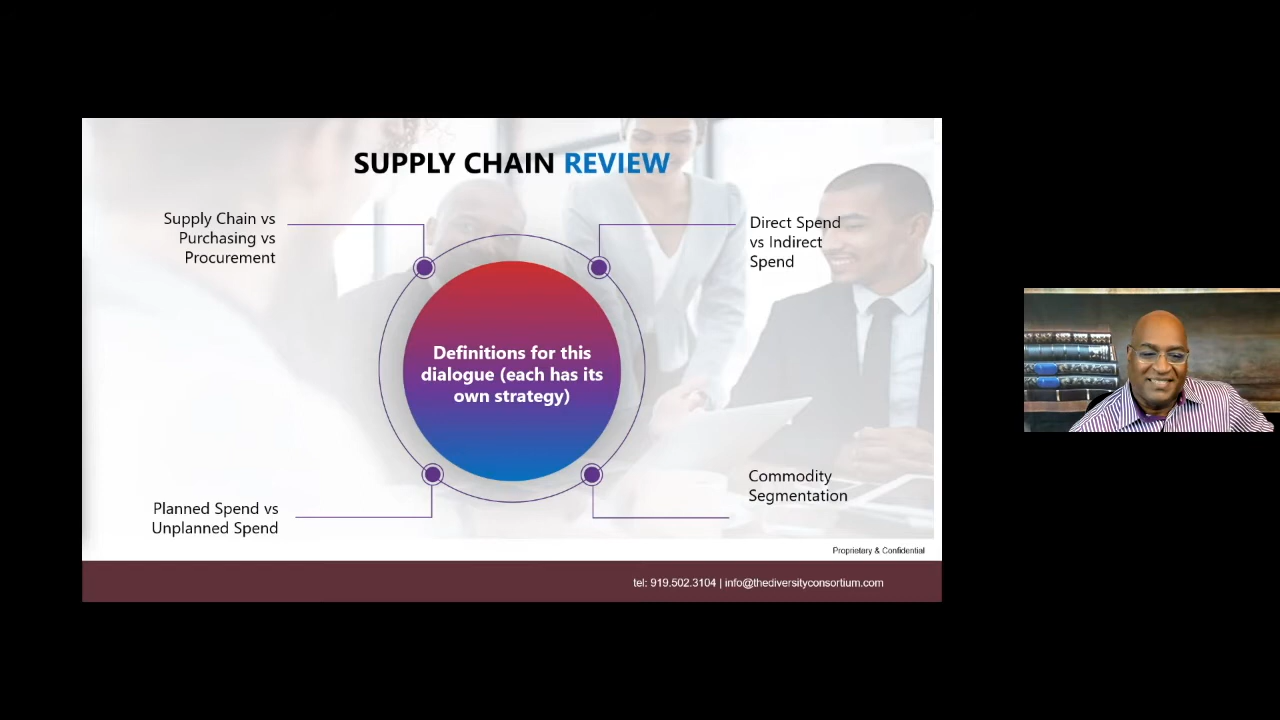 SUPPLY CHAIN REVIEW
Supply Chain vs
Purchasing vs
Procurement
Direct Spend
vs Indirect
Spend
Definitions for this
dialogue (each has its
own strategy)
Planned Spend vs
Unplanned Spend
Commodity
Segmentation
Proprietary & Confidential
tel: 919.502.3104 | info@thediversityconsortium.com